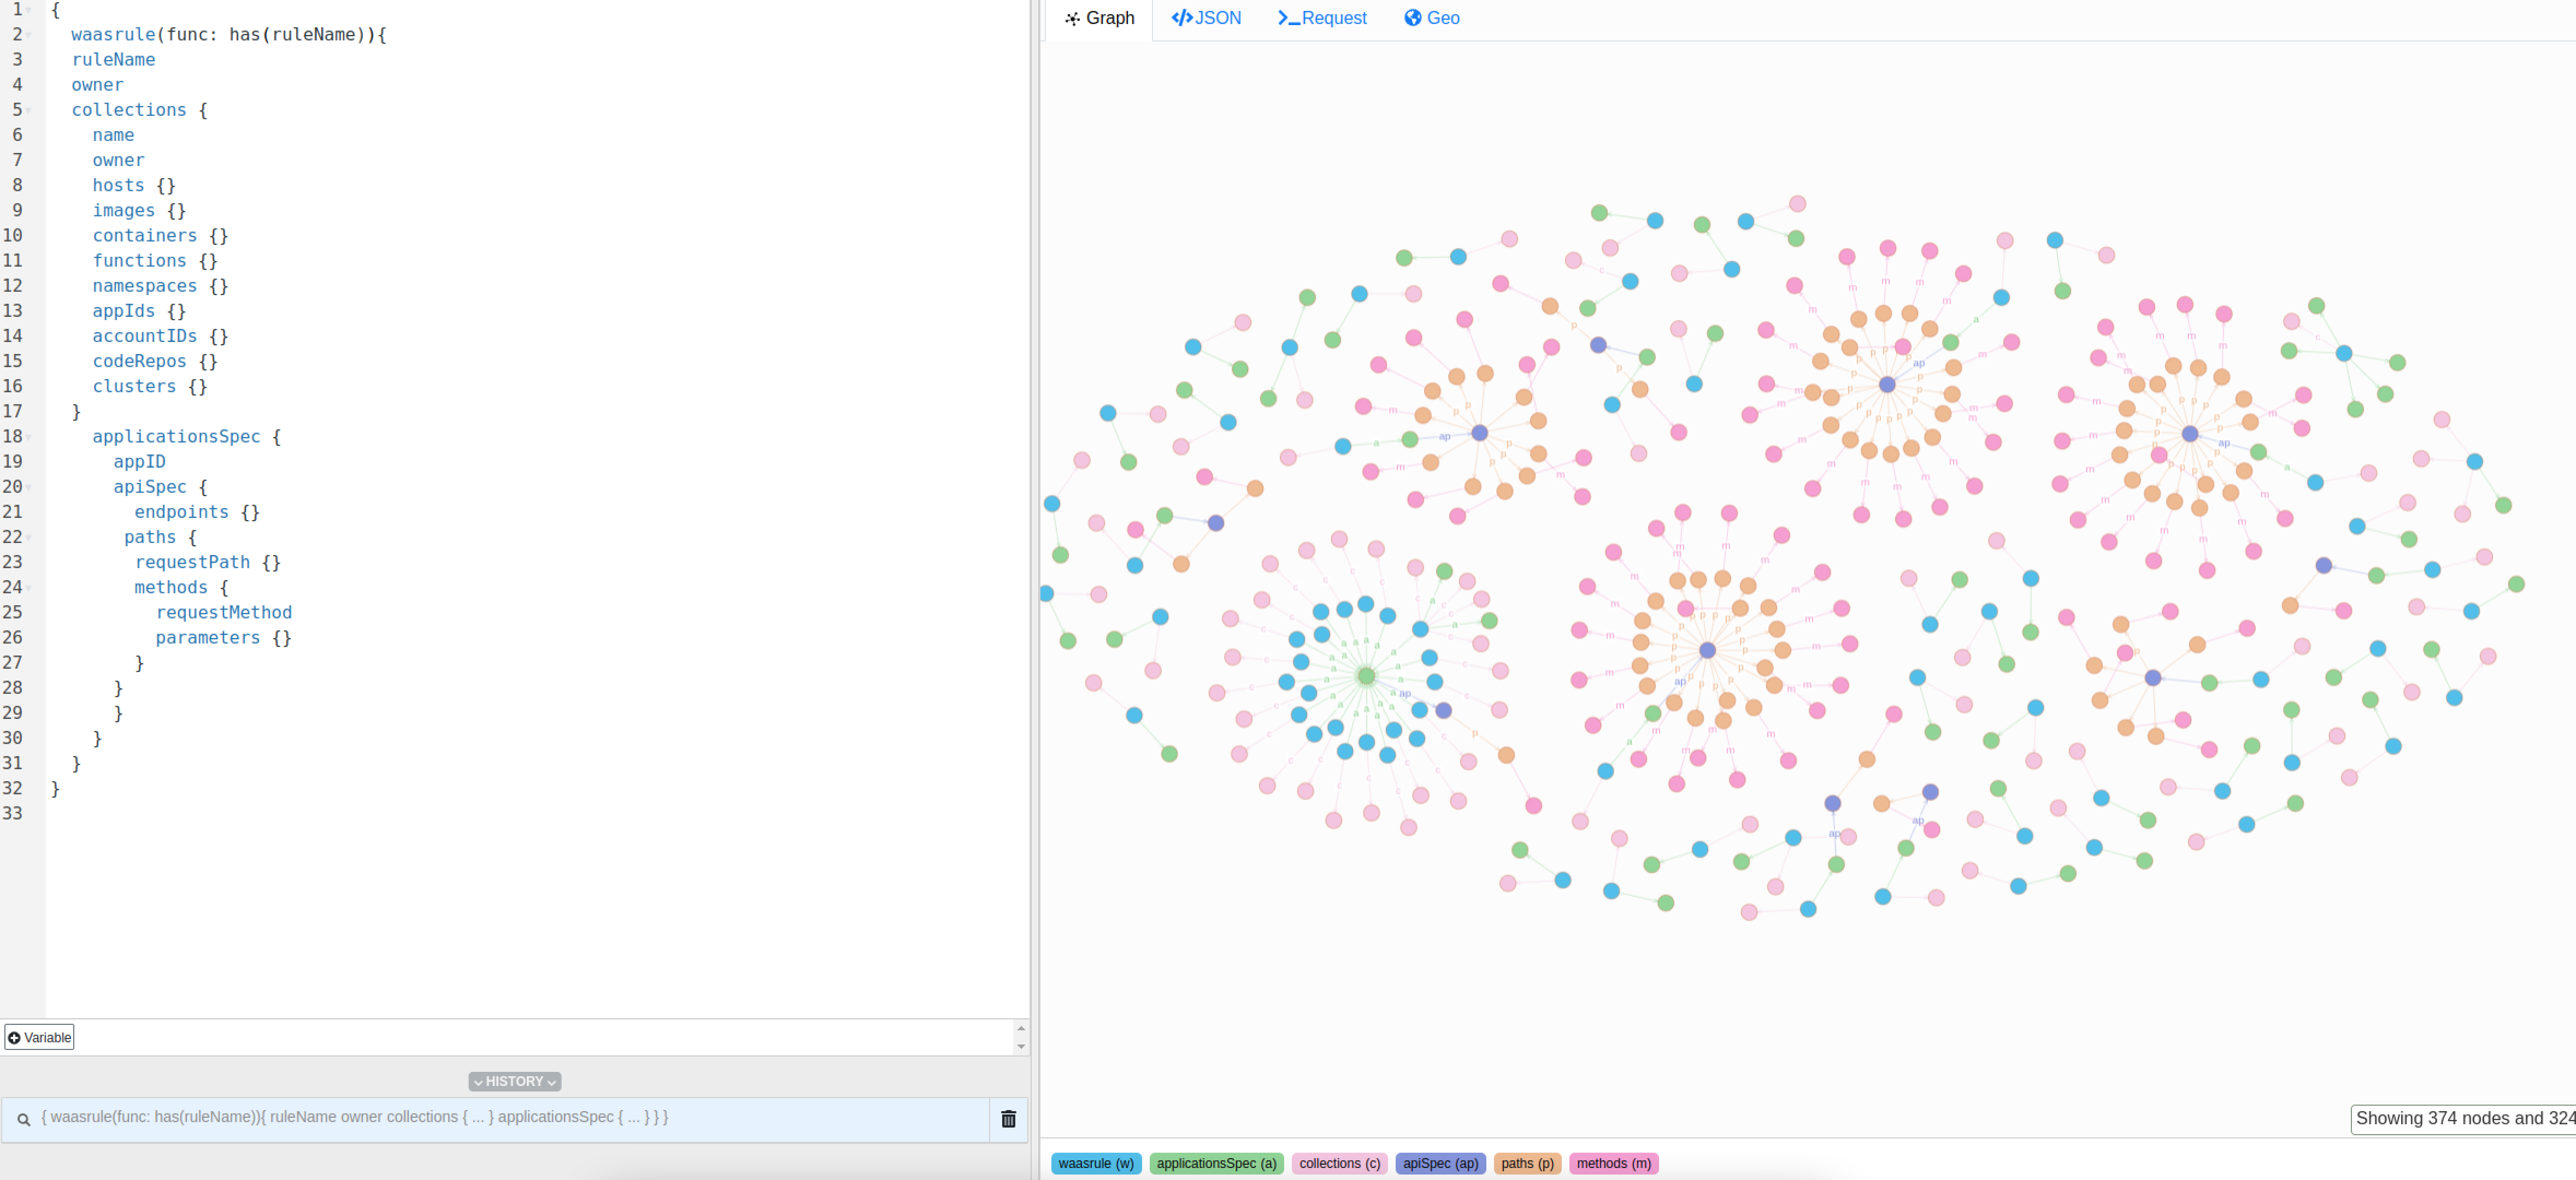 1 {
2 waasrule(func: has(ruleName)){
3 ruleName
4 owner
5 collections {
6 name
7 owner
8 hosts {}
9 images {}
10 containers {}
11 functions {}
12 namespaces {}
13 appIds {}
14 accountIDs {}
15 codeRepos {}
16 clusters {}
17 }
18 applicationsSpec {
19 appID
20 apiSpec {
21 endpoints {}
22 paths {
23 requestPath {}
24 methods {
25 requestMethod
26 parameters {}
27 }
28 }
29 }
30 }
31 }
32 }
33
Variable
HISTORY
{ waasrule(func: has(ruleName)){ ruleName owner collections { ... } applicationsSpec { ... } } }
Graph JSON Request Geo
Showing 374 nodes and 324
waasrule (w) applicationsSpec (a) collections (c) apiSpec (ap) paths (p) methods (m)